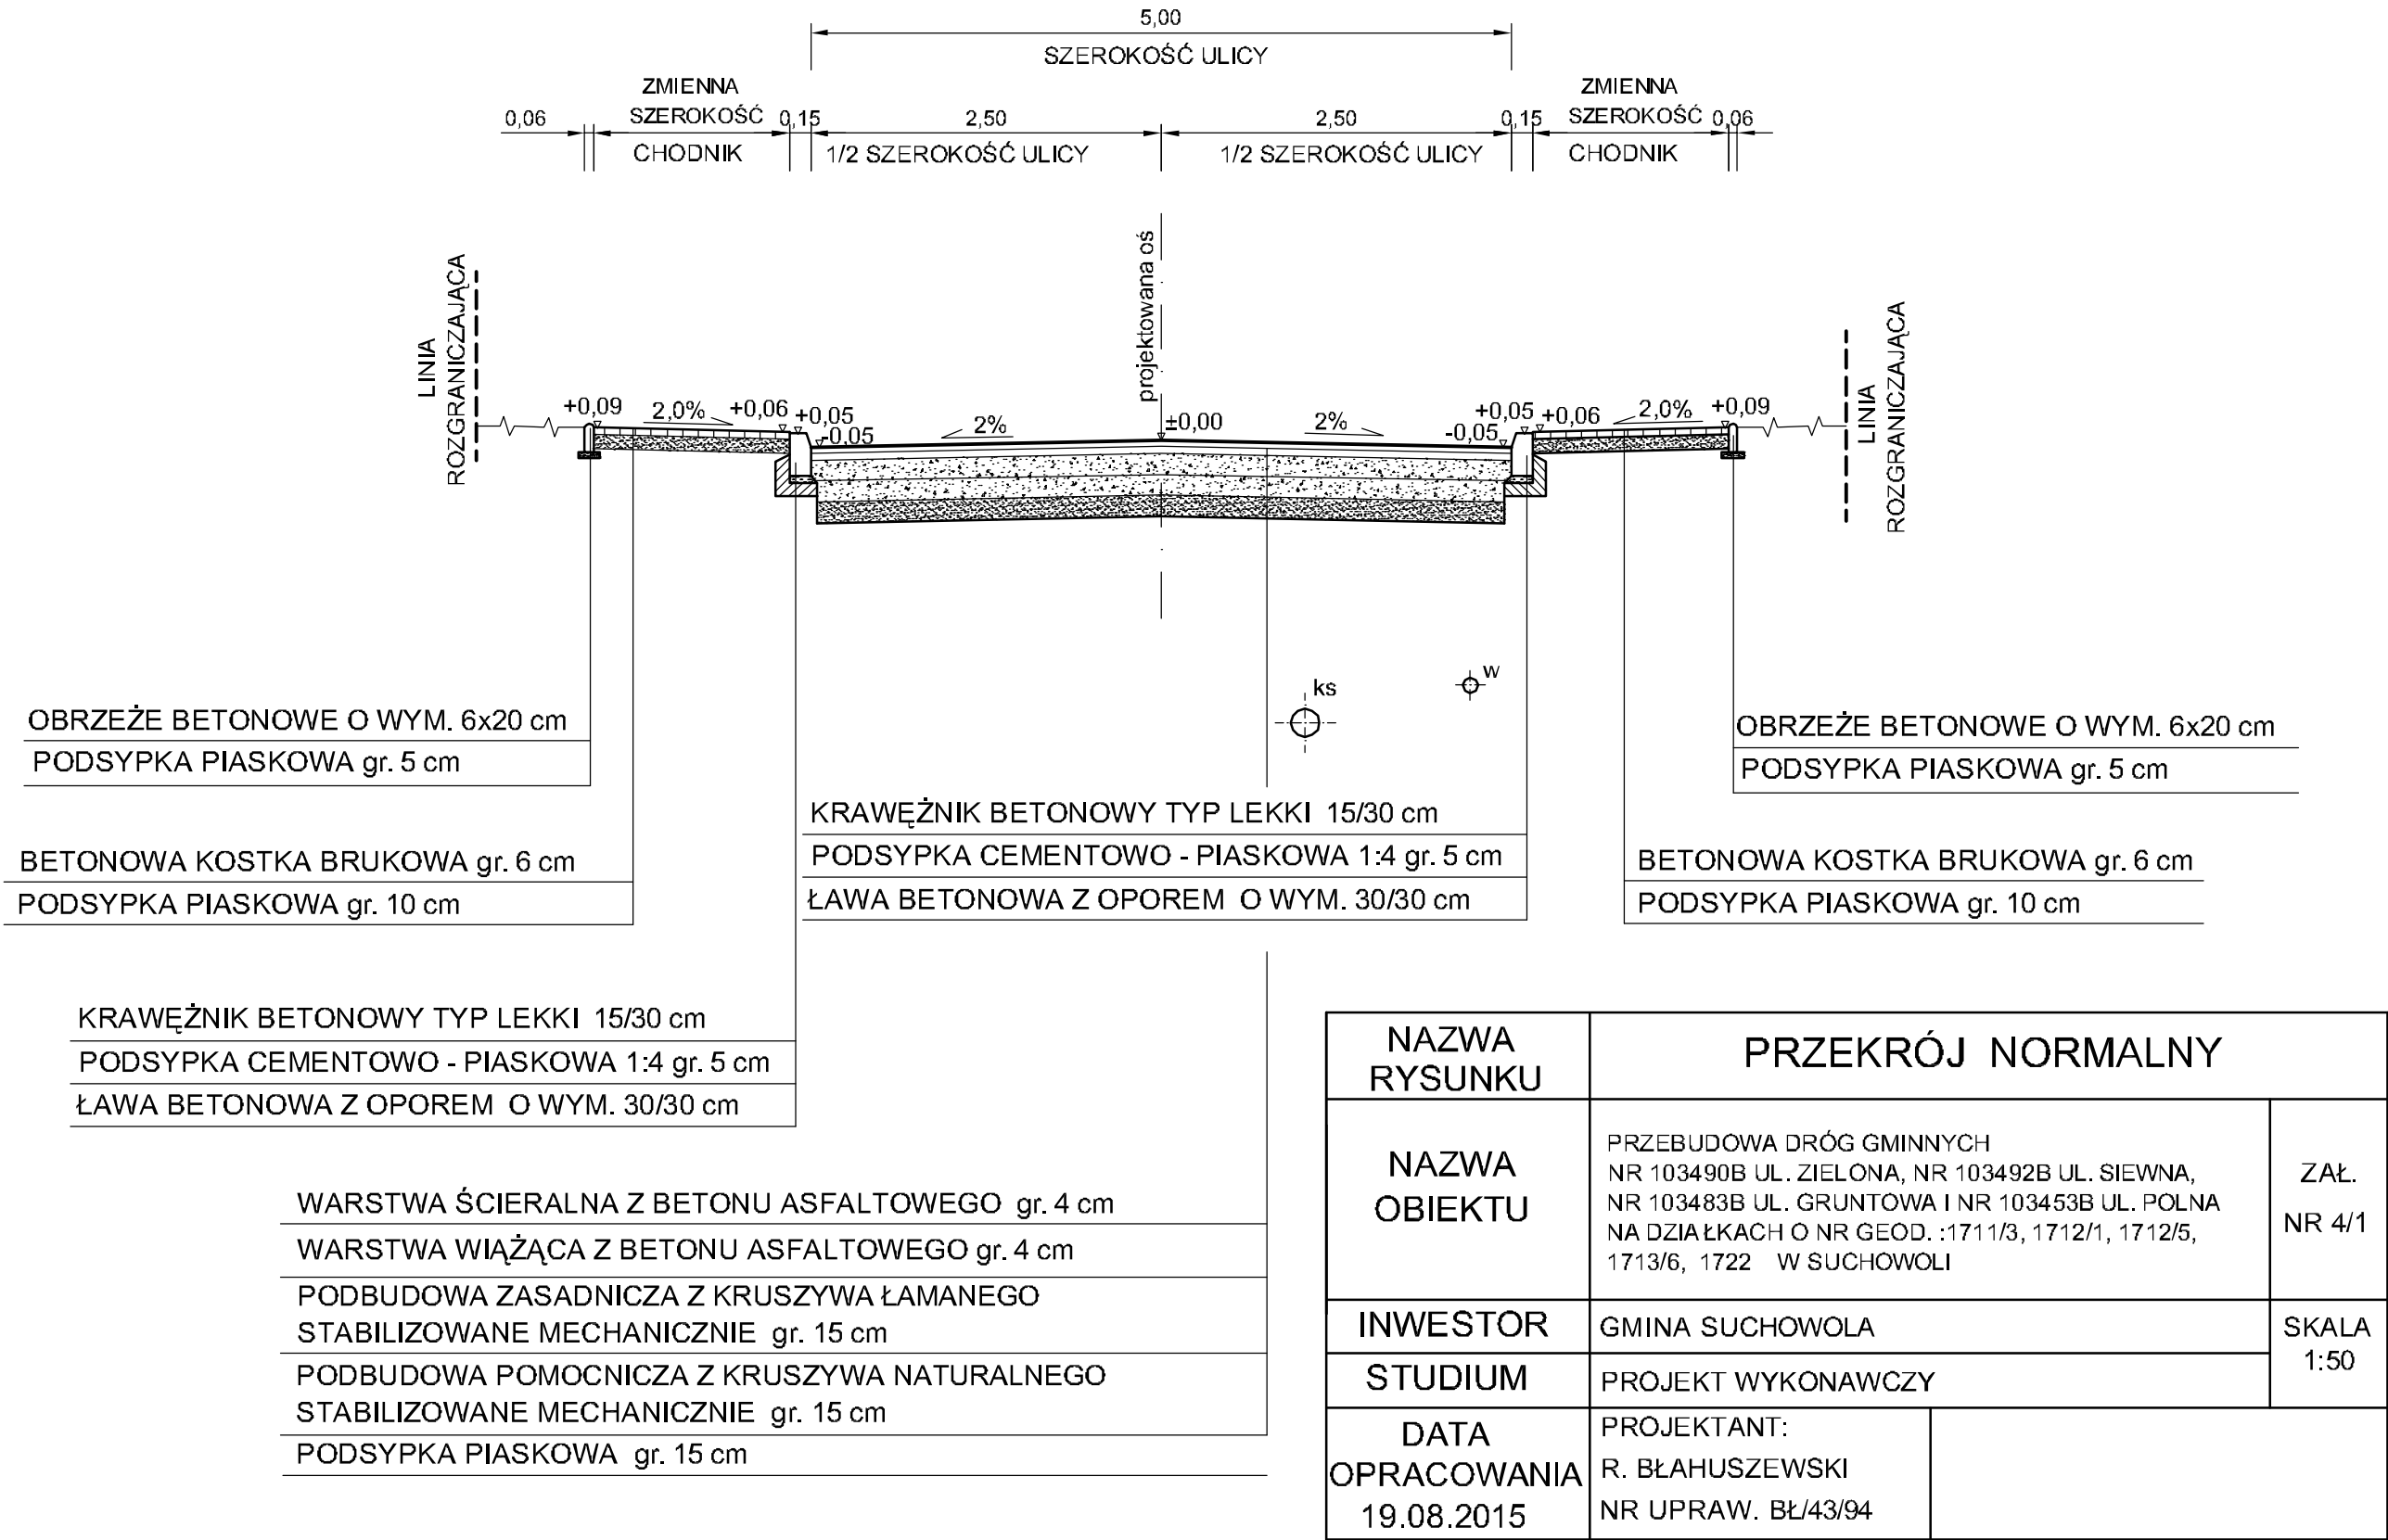 5,00
SZEROKOŚĆ ULICY
ZMIENNA
SZEROKOŚĆ
CHODNIK
0,06
0,15
2,50
1/2 SZEROKOŚĆ ULICY
2,50
1/2 SZEROKOŚĆ ULICY
0,15
ZMIENNA
SZEROKOŚĆ
CHODNIK
0,06
LINIA
ROZGRANICZAJĄCA
projektowana oś
LINIA
ROZGRANICZAJĄCA
+0,09
2,0%
+0,06
+0,05
-0,05
2%
±0,00
2%
-0,05
+0,05
+0,06
2,0%
+0,09
ks
w
OBRZEŻE BETONOWE O WYM. 6x20 cm
PODSYPKA PIASKOWA gr. 5 cm
BETONOWA KOSTKA BRUKOWA gr. 6 cm
PODSYPKA PIASKOWA gr. 10 cm
KRAWĘŻNIK BETONOWY TYP LEKKI 15/30 cm
PODSYPKA CEMENTOWO - PIASKOWA 1:4 gr. 5 cm
ŁAWA BETONOWA Z OPOREM O WYM. 30/30 cm
OBRZEŻE BETONOWE O WYM. 6x20 cm
PODSYPKA PIASKOWA gr. 5 cm
BETONOWA KOSTKA BRUKOWA gr. 6 cm
PODSYPKA PIASKOWA gr. 10 cm
KRAWĘŻNIK BETONOWY TYP LEKKI 15/30 cm
PODSYPKA CEMENTOWO - PIASKOWA 1:4 gr. 5 cm
ŁAWA BETONOWA Z OPOREM O WYM. 30/30 cm
WARSTWA ŚCIERALNA Z BETONU ASFALTOWEGO gr. 4 cm
WARSTWA WIĄŻĄCA Z BETONU ASFALTOWEGO gr. 4 cm
PODBUDOWA ZASADNICZA Z KRUSZYWA ŁAMANEGO
STABILIZOWANE MECHANICZNIE gr. 15 cm
PODBUDOWA POMOCNICZA Z KRUSZYWA NATURALNEGO
STABILIZOWANE MECHANICZNIE gr. 15 cm
PODSYPKA PIASKOWA gr. 15 cm
NAZWA
RYSUNKU
PRZEKRÓJ NORMALNY
NAZWA
OBIEKTU
PRZEBUDOWA DRÓG GMINNYCH
NR 103490B UL. ZIELONA, NR 103492B UL. SIEWNA,
NR 103483B UL. GRUNTOWA I NR 103453B UL. POLNA
NA DZIAŁKACH O NR GEOD. :1711/3, 1712/1, 1712/5,
1713/6, 1722 W SUCHOWOLI
ZAŁ.
NR 4/1
INWESTOR
GMINA SUCHOWOLA
SKALA
1:50
STUDIUM
PROJEKT WYKONAWCZY
DATA
OPRACOWANIA
19.08.2015
PROJEKTANT:
R. BŁAHUSZEWSKI
NR UPRAW. BŁ/43/94